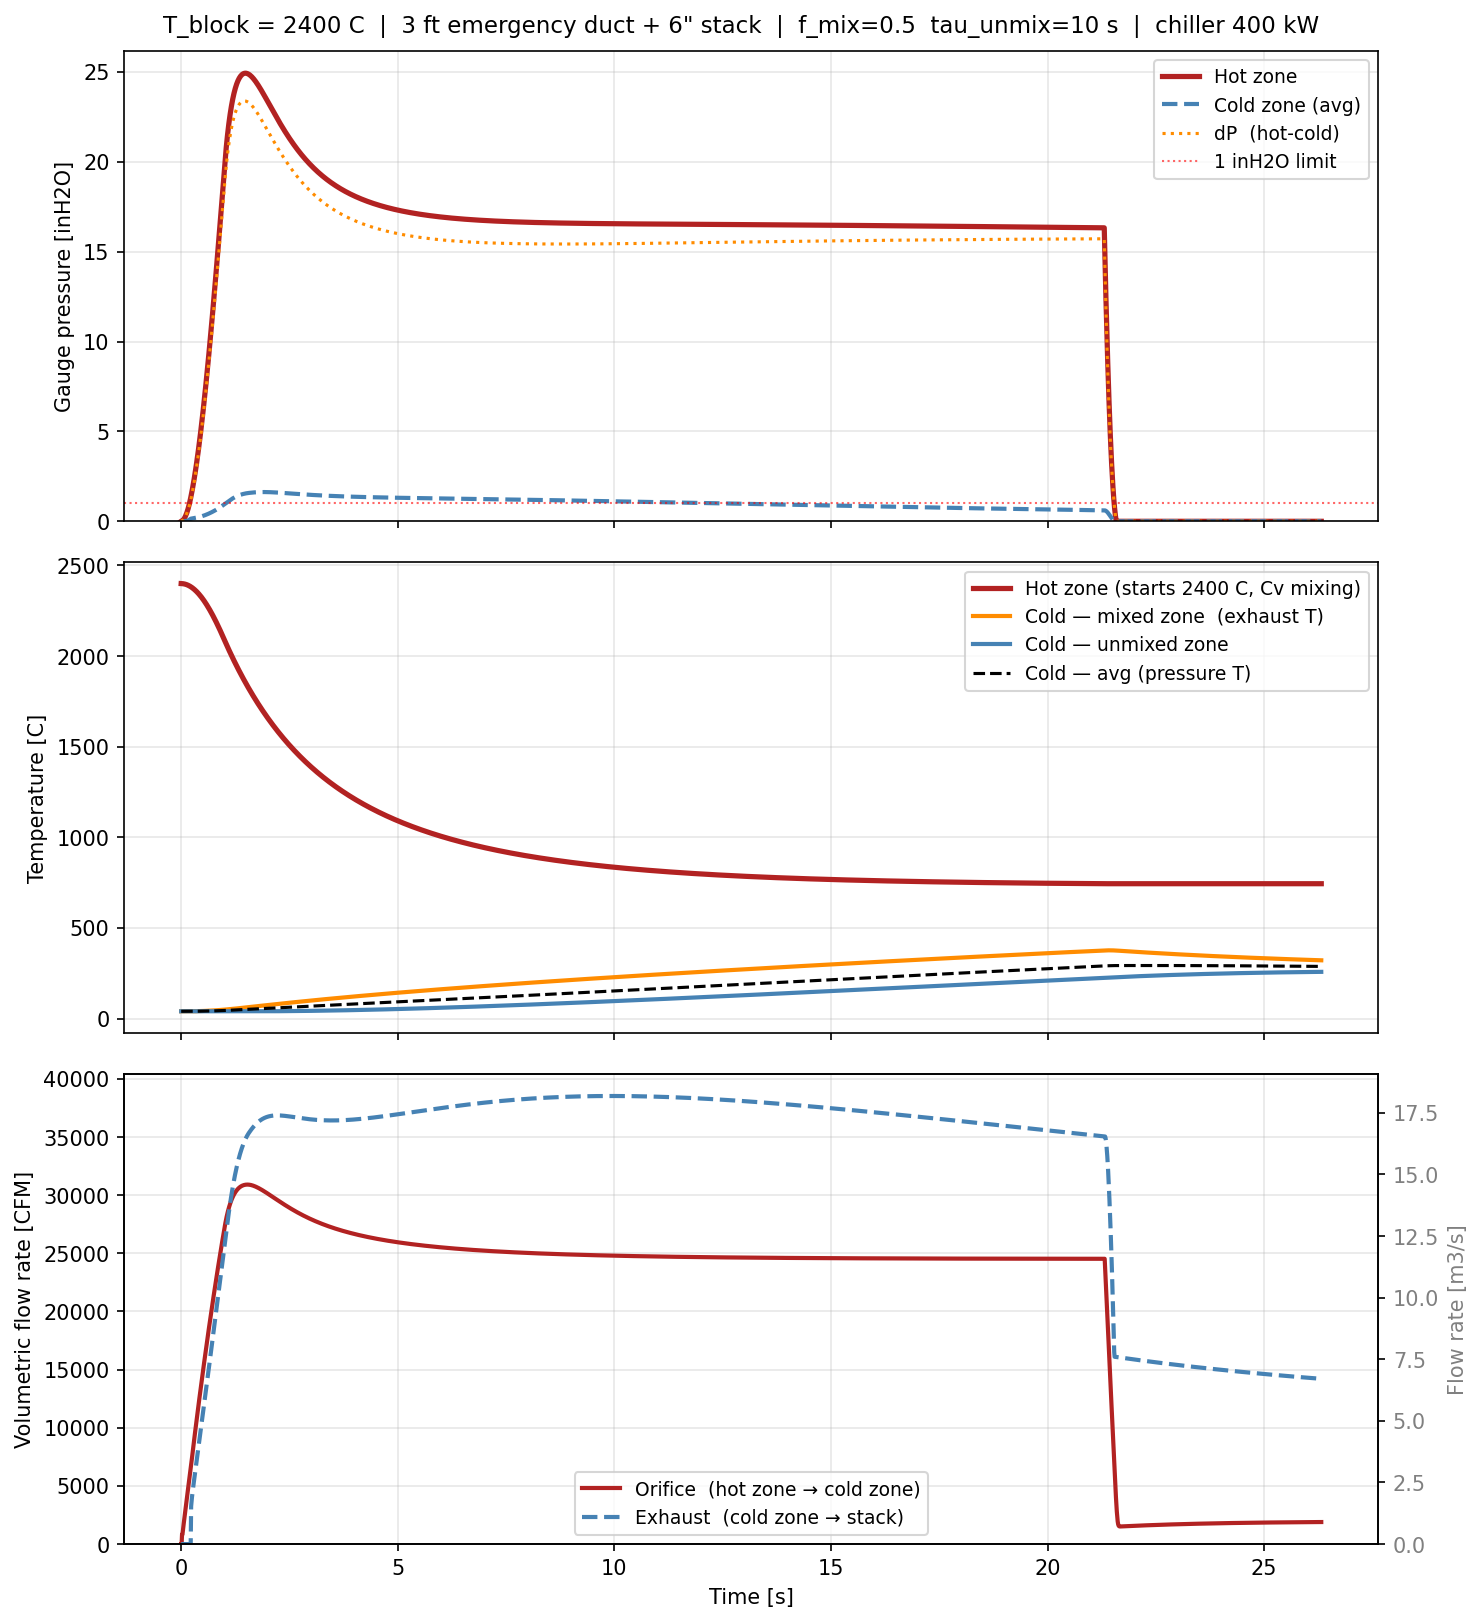 T_block = 2400 C  |  3 ft emergency duct + 6" stack  |  f_mix=0.5  tau_unmix=10 s  |  chiller 400 kW
Gauge pressure [inH2O]
25
20
15
10
5
0
Hot zone
Cold zone (avg)
dP  (hot-cold)
1 inH2O limit
Temperature [C]
2500
2000
1500
1000
500
0
Hot zone (starts 2400 C, Cv mixing)
Cold — mixed zone  (exhaust T)
Cold — unmixed zone
Cold — avg (pressure T)
Volumetric flow rate [CFM]
40000
35000
30000
25000
20000
15000
10000
5000
0
Orifice  (hot zone → cold zone)
Exhaust  (cold zone → stack)
17.5
15.0
12.5
10.0
7.5
5.0
2.5
0.0
Flow rate [m3/s]
0 5 10 15 20 25
Time [s]